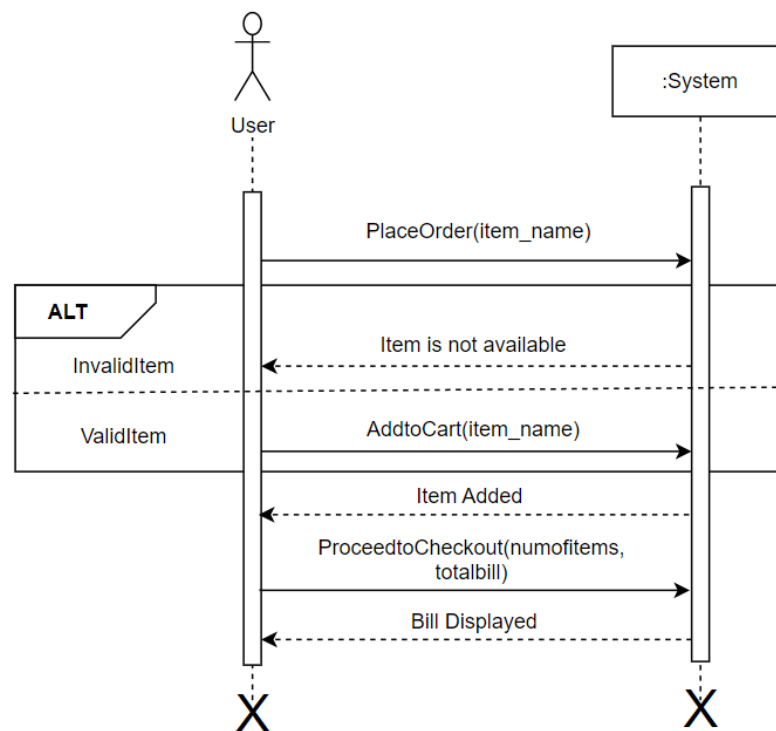 :System
User
PlaceOrder(item_name)
ALT
Item is not available
InvalidItem
ValidItem
AddtoCart(item_name)
Item Added
ProceedtoCheckout(numofitems,
totalbill)
Bill Displayed
X
X